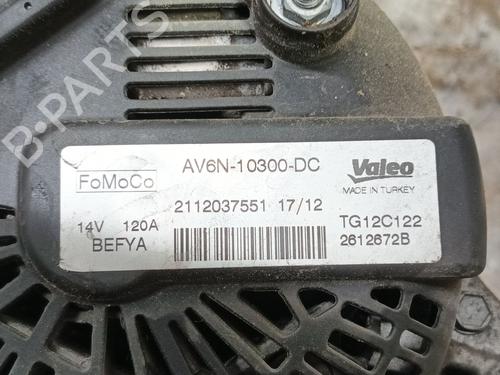 B-PARTS
FoMoCo
AV6N-10300-DC
Valeo
MADE IN TURKEY
2112037551 17/12
14V 120A
BEFYA
TG12C122
2612672B